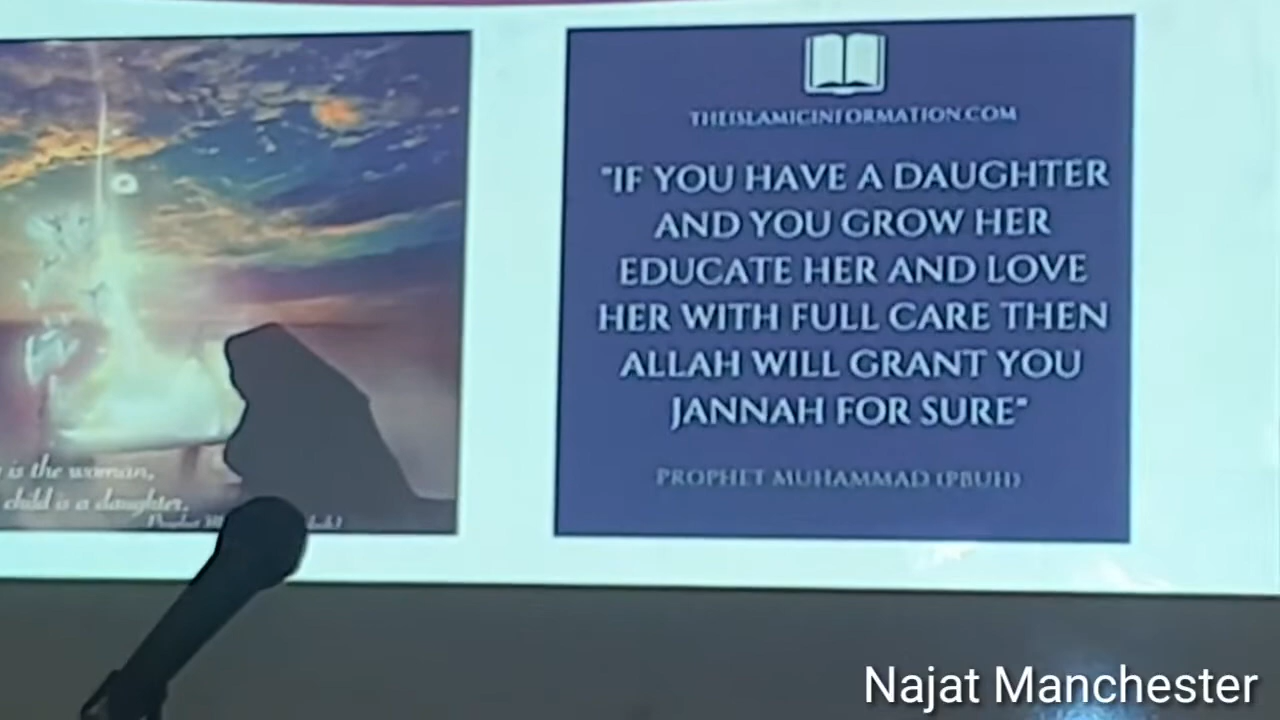 is the woman,
child is a daughter.
THEISLAMICINFORMATION.COM
"IF YOU HAVE A DAUGHTER
AND YOU GROW HER
EDUCATE HER AND LOVE
HER WITH FULL CARE THEN
ALLAH WILL GRANT YOU
JANNAH FOR SURE"
PROPHET MUHAMMAD (PBUH)
Najat Manchester